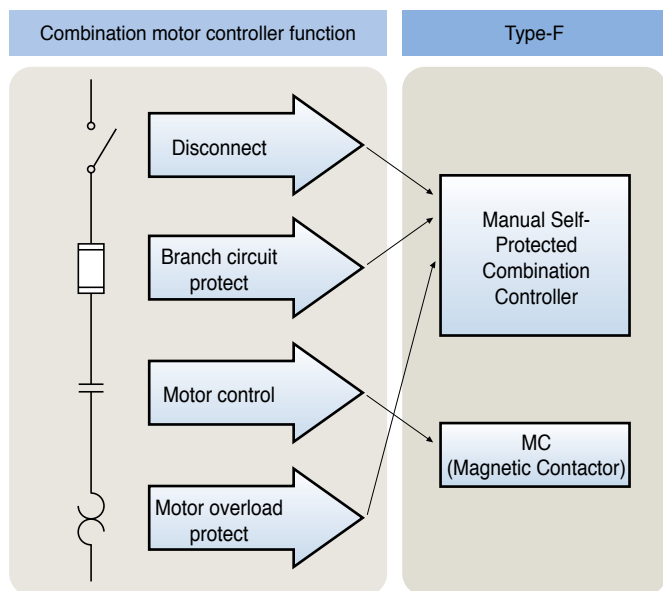 Combination motor controller function
Type-F
Disconnect
Branch circuit
protect
Motor control
Motor overload
protect
Manual Self-
Protected
Combination
Controller
MC
(Magnetic Contactor)